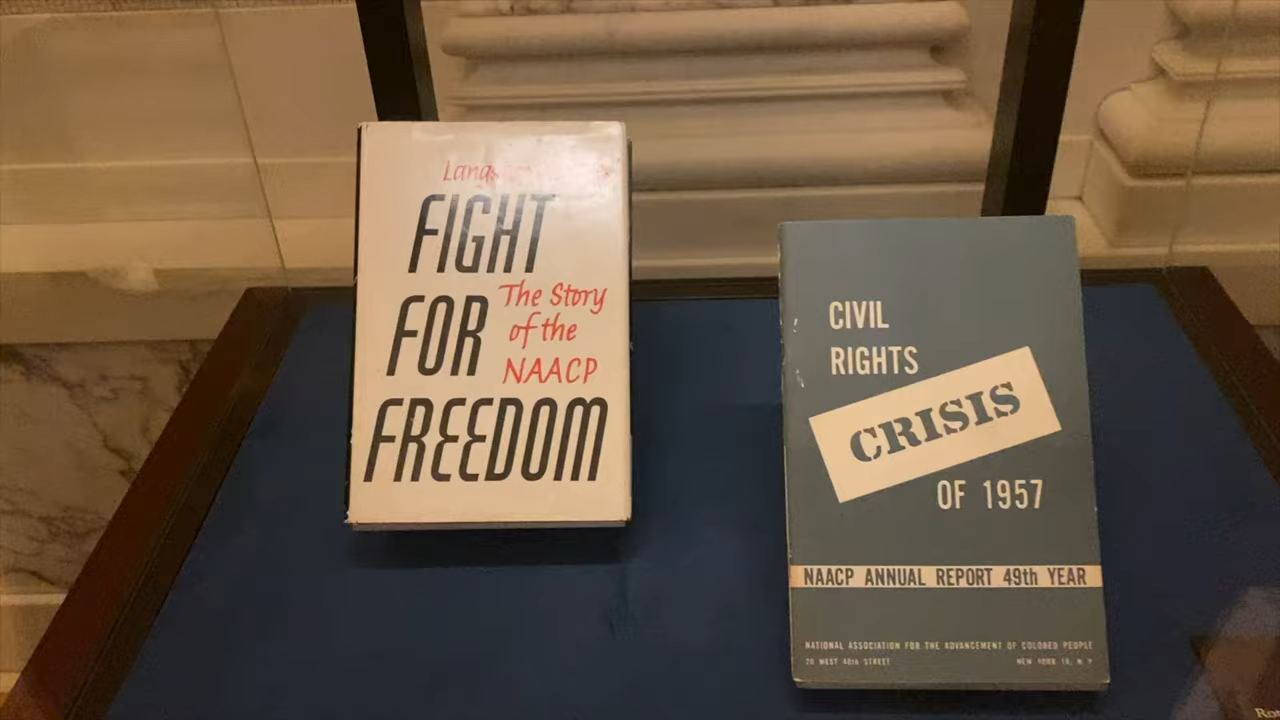 FIGHT
FOR
FREEDOM
The Story
of the
NAACP
CIVIL
RIGHTS
CRISIS
OF 1957
NAACP ANNUAL REPORT 49th YEAR
NATIONAL ASSOCIATION FOR THE ADVANCEMENT OF COLORED PEOPLE
20 WEST 40th STREET NEW YORK 18, N. Y.